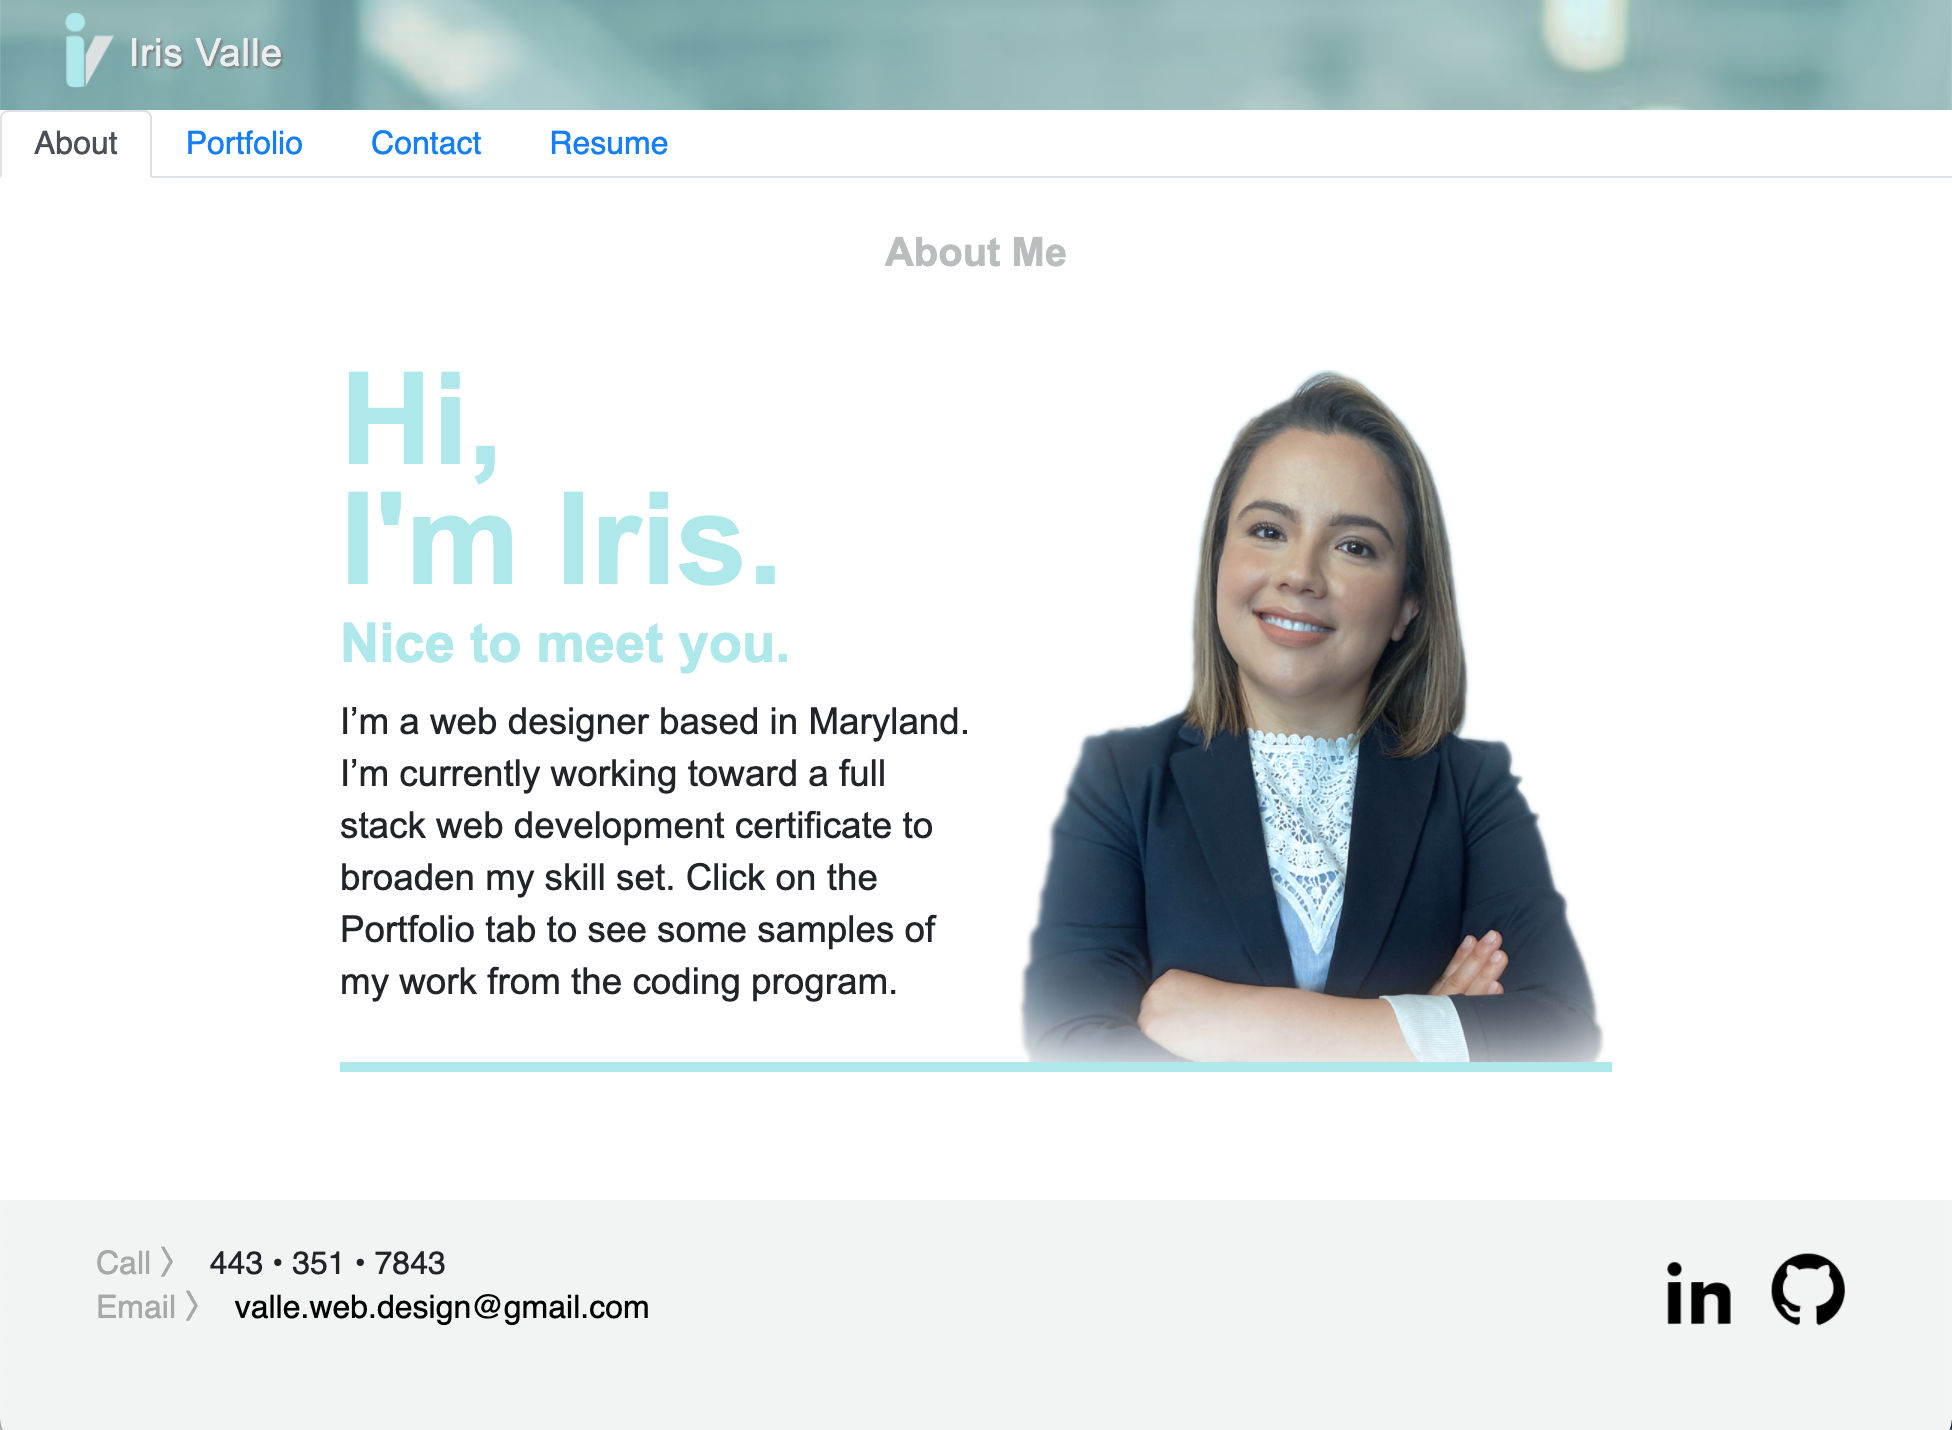 iv Iris Valle
About Portfolio Contact Resume
About Me
Hi,
I'm Iris.
Nice to meet you.
I’m a web designer based in Maryland.
I’m currently working toward a full
stack web development certificate to
broaden my skill set. Click on the
Portfolio tab to see some samples of
my work from the coding program.
Call 〉 443 • 351 • 7843
Email 〉 valle.web.design@gmail.com
in